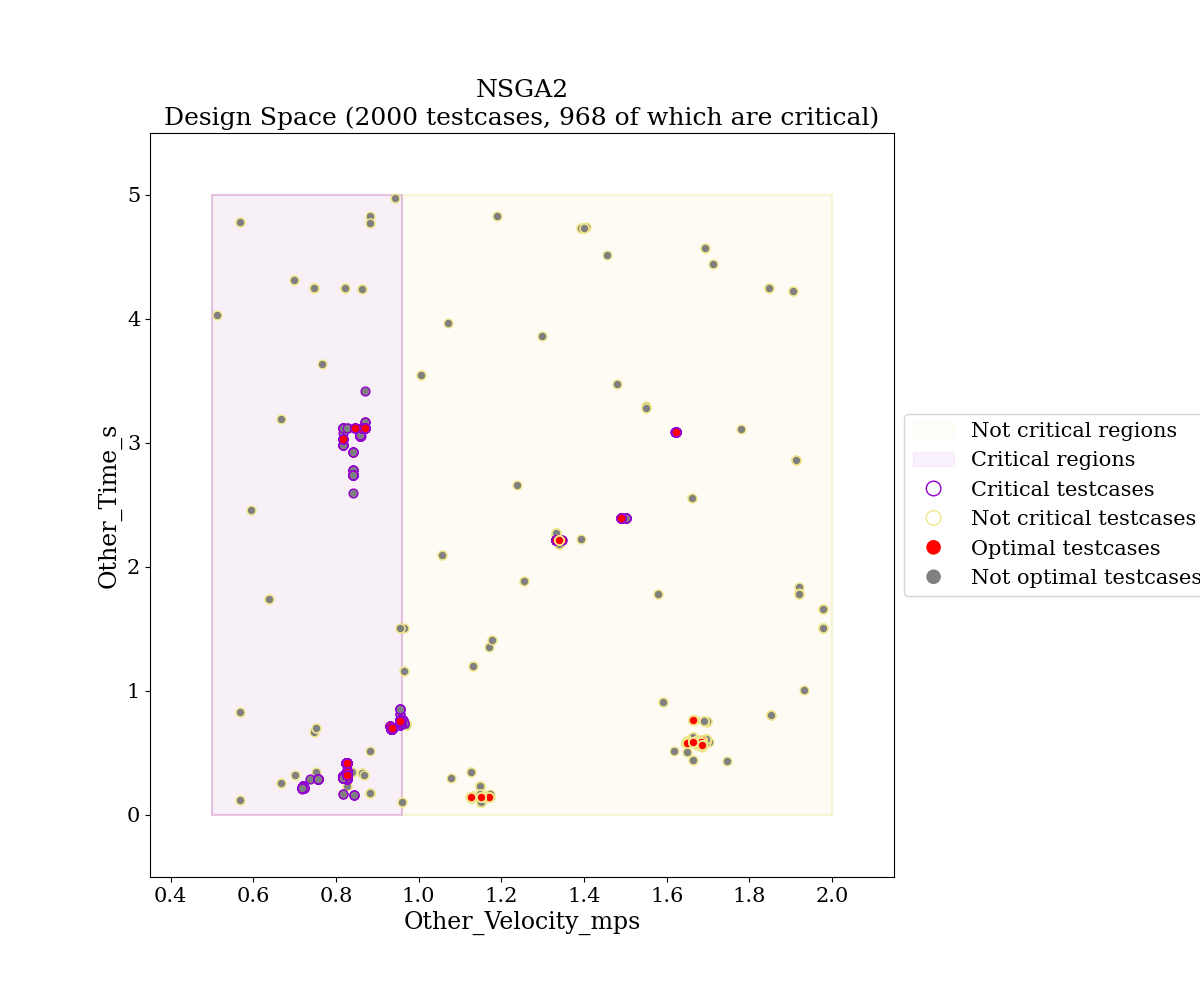 NSGA2
Design Space (2000 testcases, 968 of which are critical)
Other_Time_s
5
4
3
2
1
0
0.4 0.6 0.8 1.0 1.2 1.4 1.6 1.8 2.0
Other_Velocity_mps
Not critical regions
Critical regions
Critical testcases
Not critical testcases
Optimal testcases
Not optimal testcases